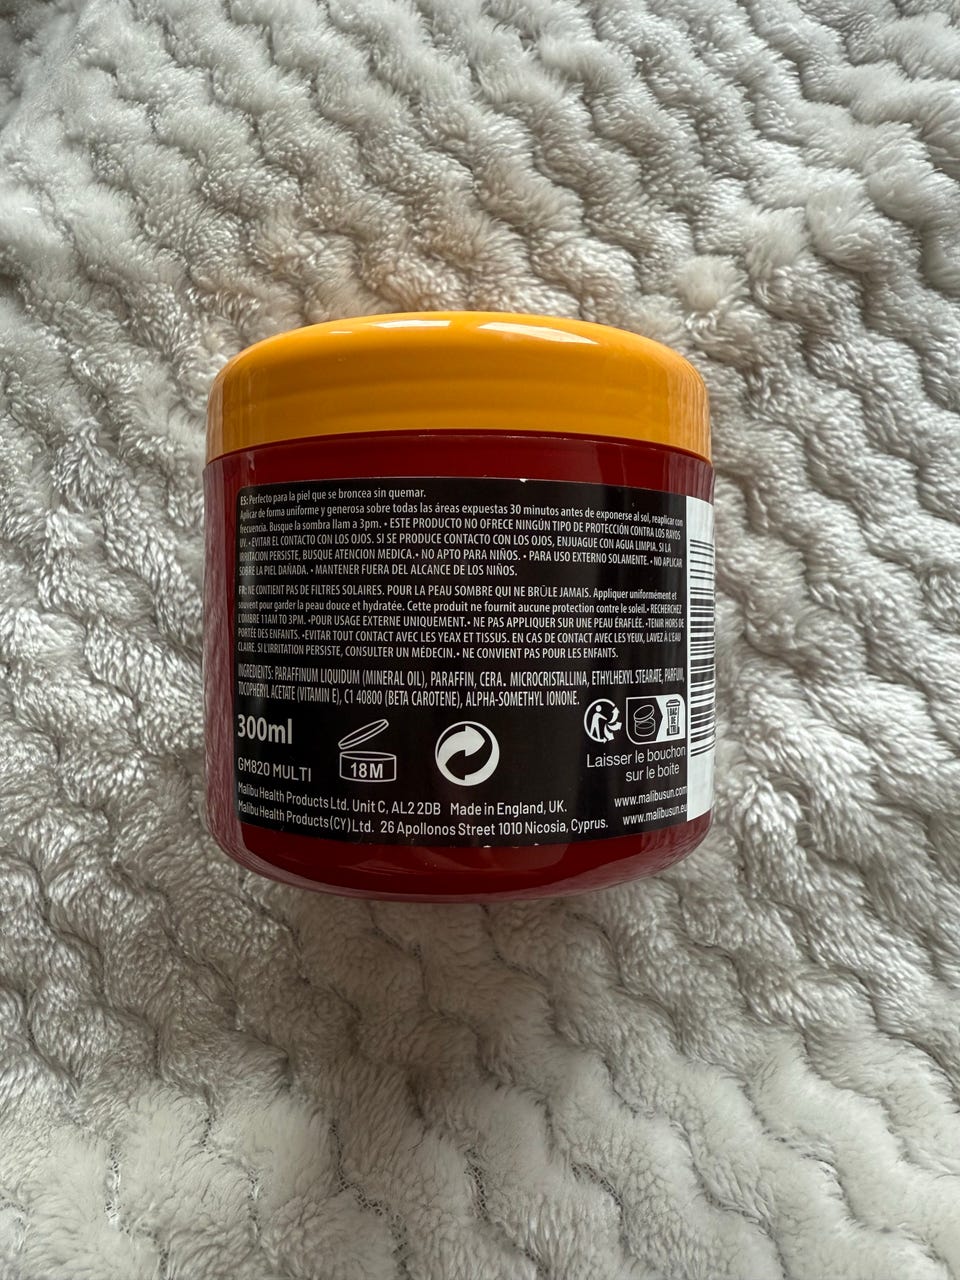 ES: Perfecto para la piel que se broncea sin quemar.
Aplicar de forma uniforme y generosa sobre todas las áreas expuestas 30 minutos antes de exponerse al sol, reaplicar con
frecuencia. Busque la sombra llam a 3pm. • ESTE PRODUCTO NO OFRECE NINGÚN TIPO DE PROTECCIÓN CONTRA LOS RAYOS
UV. • EVITAR EL CONTACTO CON LOS OJOS. SI SE PRODUCE CONTACTO CON LOS OJOS, ENJUAGUE CON AGUA LIMPIA. SI LA
IRRITACION PERSISTE, BUSQUE ATENCION MEDICA. • NO APTO PARA NIÑOS. • PARA USO EXTERNO SOLAMENTE. • NO APLICAR
SOBRE LA PIEL DAÑADA. • MANTENER FUERA DEL ALCANCE DE LOS NIÑOS.
FR: NE CONTIENT PAS DE FILTRES SOLAIRES. POUR LA PEAU SOMBRE QUI NE BRÛLE JAMAIS. Appliquer uniformément et
souvent pour garder la peau douce et hydratée. Cette produit ne fournit aucune protection contre le soleil. • RECHERCHEZ
L'OMBRE 11AM TO 3PM. • POUR USAGE EXTERNE UNIQUEMENT. • NE PAS APPLIQUER SUR UNE PEAU ÉRAFLÉE. • TENIR HORS DE
PORTÉE DES ENFANTS. • EVITAR TOUT CONTACT AVEC LES YEAX ET TISSUS. EN CAS DE CONTACT AVEC LES YEUX, LAVEZ À L'EAU
CLAIRE. SI L'IRRITATION PERSISTE, CONSULTER UN MÉDECIN. • NE CONVIENT PAS POUR LES ENFANTS.
INGREDIENTS: PARAFFINUM LIQUIDUM (MINERAL OIL), PARAFFIN, CERA. MICROCRISTALLINA, ETHYLHEXYL STEARATE, PARFUM,
TOCOPHERYL ACETATE (VITAMIN E), C1 40800 (BETA CAROTENE), ALPHA-SOMETHYL IONONE.
300ml
18M
BAC DE TRI
Laisser le bouchon
sur le boite
GM820 MULTI
www.malibusun.com
www.malibusun.eu
Malibu Health Products Ltd. Unit C, AL2 2DB Made in England, UK.
Malibu Health Products (CY) Ltd. 26 Apollonos Street 1010 Nicosia, Cyprus.